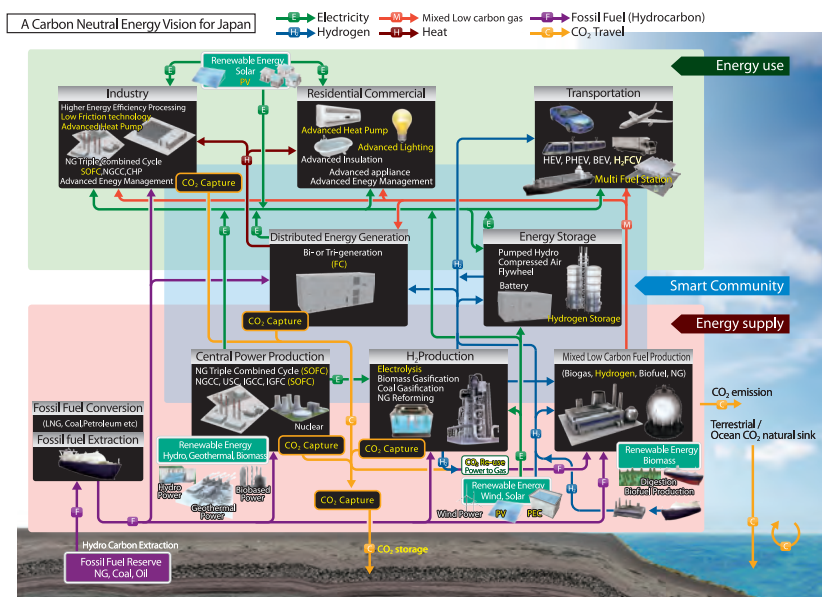 A Carbon Neutral Energy Vision for Japan
E Electricity
M Mixed Low carbon gas
F Fossil Fuel (Hydrocarbon)
H₂ Hydrogen
H Heat
C CO₂ Travel
Energy use
Renewable Energy
Solar
PV
E
E
E
Industry
Higher Energy Efficiency Processing
Low Friction technology
Advanced Heat Pump
NG Triple Combined Cycle
SOFC,NGCC,CHP
Advanced Enegy Management
CO₂ Capture
Residential Commercial
Advanced Heat Pump
Advanced Lighting
Advanced Insulation
Advanced appliance
Advanced Energy Management
Transportation
HEV, PHEV, BEV, H₂FCV
Multi Fuel Station
H
E
E
E
M
H₂
Distributed Energy Generation
Bi- or Tri-generation
(FC)
CO₂ Capture
Energy Storage
Pumped Hydro
Compressed Air
Flywheel
Battery
Hydrogen Storage
Smart Community
Energy supply
Central Power Production
NG Triple Combined Cycle (SOFC)
NGCC, USC, IGCC, IGFC (SOFC)
Nuclear
CO₂ Capture
E
H₂Production
Electrolysis
Biomass Gasification
Coal Gasification
NG Reforming
CO₂ Capture
Mixed Low Carbon Fuel Production
(Biogas, Hydrogen, Biofuel, NG)
C
CO₂ emission
Terrestrial /
Ocean CO₂ natural sink
Fossil Fuel Conversion
(LNG, Coal,Petroleum etc)
Fossil fuel Extraction
Renewable Energy
Hydro, Geothermal, Biomass
Hydro
Power
Geothermal
Power
Biobased
Power
C
E
H₂
F
F
F
F
H₂
H₂
H₂
CO₂ Re-use
Power to Gas
Renewable Energy
Wind, Solar
Wind Power
PV
PEC
Renewable Energy
Biomass
Digestion
Biofuel Production
CO₂ Capture
F
F
Hydro Carbon Extraction
Fossil Fuel Reserve
NG, Coal, Oil
C
CO₂ storage
C
C